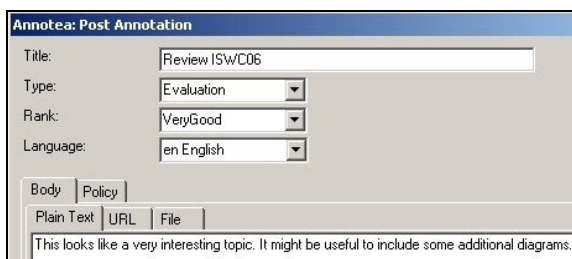 Annotea: Post Annotation
Title: Review ISWC06
Type: Evaluation
Rank: VeryGood
Language: en English
Body Policy
Plain Text URL File
This looks like a very interesting topic. It might be useful to include some additional diagrams.